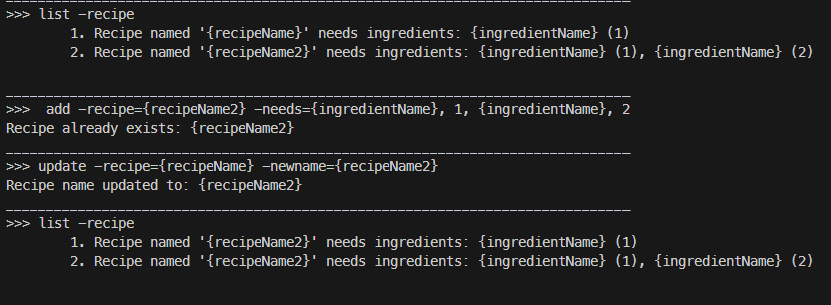 >>> list –recipe
1. Recipe named '{recipeName}' needs ingredients: {ingredientName} (1)
2. Recipe named '{recipeName2}' needs ingredients: {ingredientName} (1), {ingredientName} (2)
>>>  add –recipe={recipeName2} –needs={ingredientName}, 1, {ingredientName}, 2
Recipe already exists: {recipeName2}
>>> update –recipe={recipeName} –newname={recipeName2}
Recipe name updated to: {recipeName2}
>>> list –recipe
1. Recipe named '{recipeName2}' needs ingredients: {ingredientName} (1)
2. Recipe named '{recipeName2}' needs ingredients: {ingredientName} (1), {ingredientName} (2)